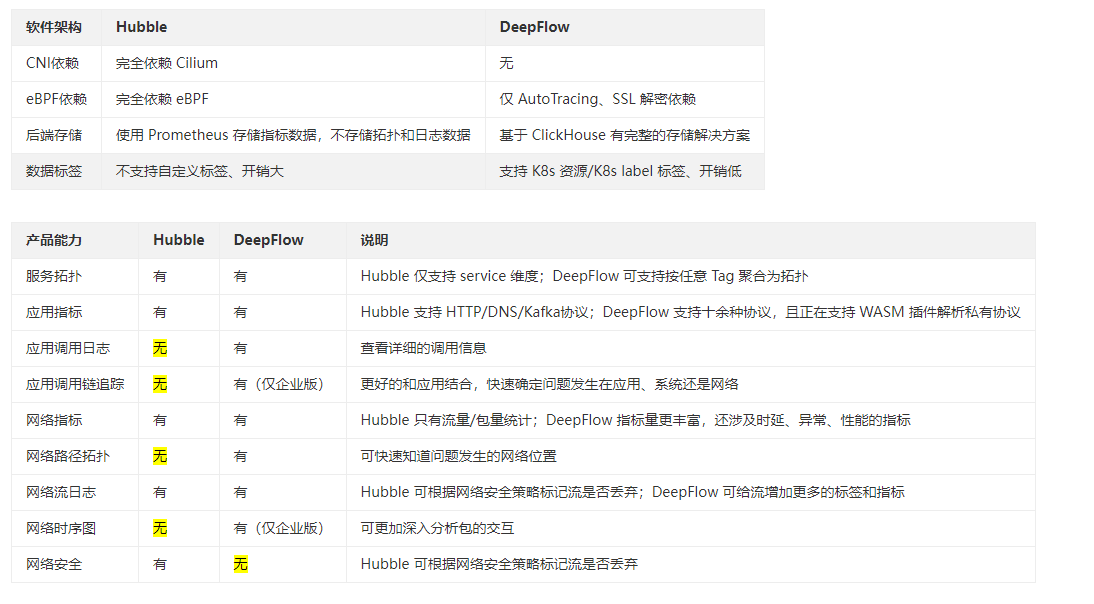 软件架构 Hubble DeepFlow
CNI依赖 完全依赖 Cilium 无
eBPF依赖 完全依赖 eBPF 仅 AutoTracing、SSL 解密依赖
后端存储 使用 Prometheus 存储指标数据，不存储拓扑和日志数据 基于 ClickHouse 有完整的存储解决方案
数据标签 不支持自定义标签、开销大 支持 K8s 资源/K8s label 标签、开销低
产品能力 Hubble DeepFlow 说明
服务拓扑 有 有 Hubble 仅支持 service 维度；DeepFlow 可支持按任意 Tag 聚合为拓扑
应用指标 有 有 Hubble 支持 HTTP/DNS/Kafka协议；DeepFlow 支持十余种协议，且正在支持 WASM 插件解析私有协议
应用调用日志 无 有 查看详细的调用信息
应用调用链追踪 无 有（仅企业版） 更好的和应用结合，快速确定问题发生在应用、系统还是网络
网络指标 有 有 Hubble 只有流量/包量统计；DeepFlow 指标量更丰富，还涉及时延、异常、性能的指标
网络路径拓扑 无 有 可快速知道问题发生的网络位置
网络流日志 有 有 Hubble 可根据网络安全策略标记流是否丢弃；DeepFlow 可给流增加更多的标签和指标
网络时序图 无 有（仅企业版） 可更加深入分析包的交互
网络安全 有 无 Hubble 可根据网络安全策略标记流是否丢弃